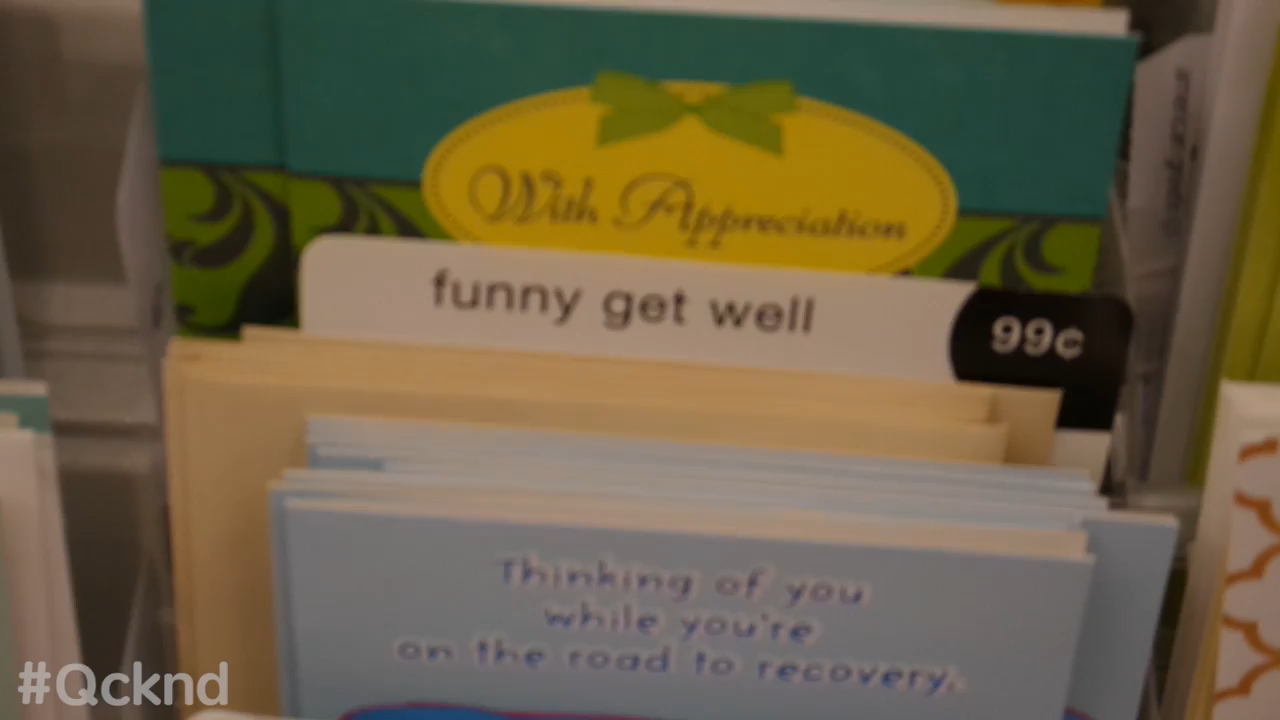 With Appreciation
funny get well
99¢
Thinking of you
while you're
on the road to recovery.
#Qcknd